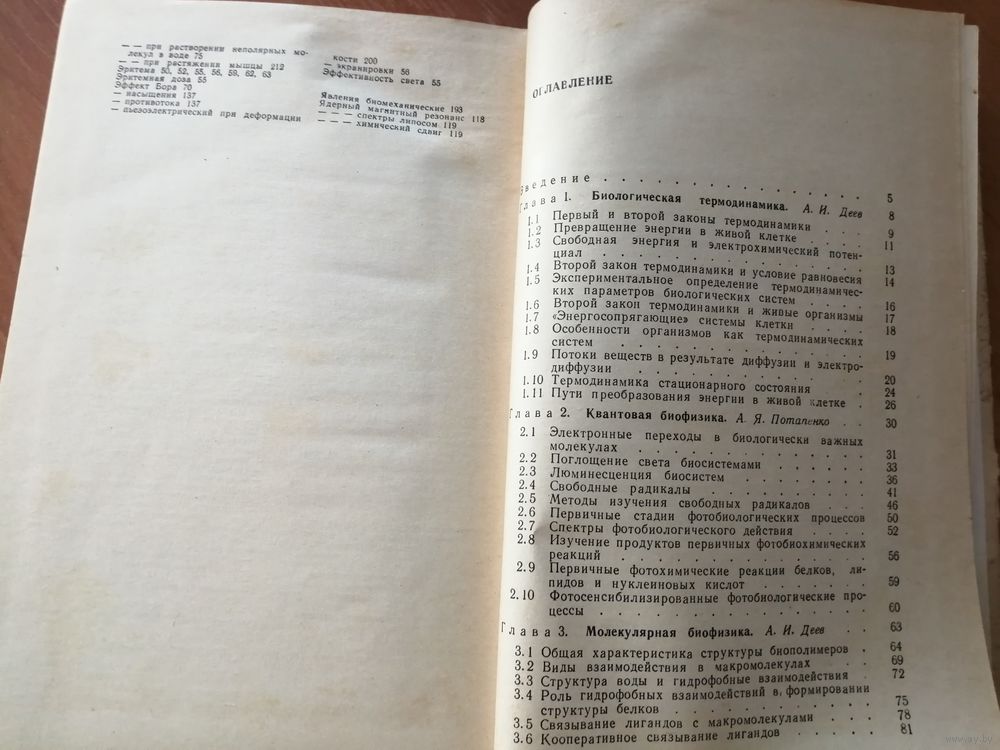 — — при растворении неполярных мо-
лекул в воде 75
— — при растяжении мышцы 212
Эритема 50, 52, 55, 56, 59, 62, 63
Эритемная доза 55
Эффект Бора 70
— насыщения 137
— противотока 137
— пьезоэлектрический при деформации
кости 200
— экранировки 56
Эффективность света 55
Явления биомеханические 193
Ядерный магнитный резонанс 118
— — — спектры липосом 119
— — — химический сдвиг 119
ОГЛАВЛЕНИЕ
Введение . . . . . . . . . . . . . . . 5
Глава 1. Биологическая термодинамика. А. И. Деев 8
1.1 Первый и второй законы термодинамики . . . 9
1.2 Превращение энергии в живой клетке . . . . 11
1.3 Свободная энергия и электрохимический потен-
циал . . . . . . . . . . . . . . . 13
1.4 Второй закон термодинамики и условие равновесия 14
1.5 Экспериментальное определение термодинамичес-
ких параметров биологических систем . . . . 16
1.6 Второй закон термодинамики и живые организмы 17
1.7 «Энергосопрягающие» системы клетки . . . . 18
1.8 Особенности организмов как термодинамических
систем . . . . . . . . . . . . . . 19
1.9 Потоки веществ в результате диффузии и электро-
диффузии . . . . . . . . . . . . . 20
1.10 Термодинамика стационарного состояния . . . 24
1.11 Пути преобразования энергии в живой клетке . 26
Глава 2. Квантовая биофизика. А. Я. Потапенко . . 30
2.1 Электронные переходы в биологически важных
молекулах . . . . . . . . . . . . . 31
2.2 Поглощение света биосистемами . . . . . . 33
2.3 Люминесценция биосистем . . . . . . . 36
2.4 Свободные радикалы . . . . . . . . . 41
2.5 Методы изучения свободных радикалов . . . 46
2.6 Первичные стадии фотобиологических процессов 50
2.7 Спектры фотобиологического действия . . . . 52
2.8 Изучение продуктов первичных фотобиохимических
реакций . . . . . . . . . . . . . . 56
2.9 Первичные фотохимические реакции белков, ли-
пидов и нуклеиновых кислот . . . . . . . 59
2.10 Фотосенсибилизированные фотобиологические про-
цессы . . . . . . . . . . . . . . . 60
Глава 3. Молекулярная биофизика. А. И. Деев . . 63
3.1 Общая характеристика структуры биополимеров . 64
3.2 Виды взаимодействия в макромолекулах . . 69
3.3 Структура воды и гидрофобные взаимодействия . 72
3.4 Роль гидрофобных взаимодействий в формировании
структуры белков . . . . . . . . . . 75
3.5 Связывание лигандов с макромолекулами . . . 78
3.6 Кооперативное связывание лигандов . . . . . 81
www.ay.by